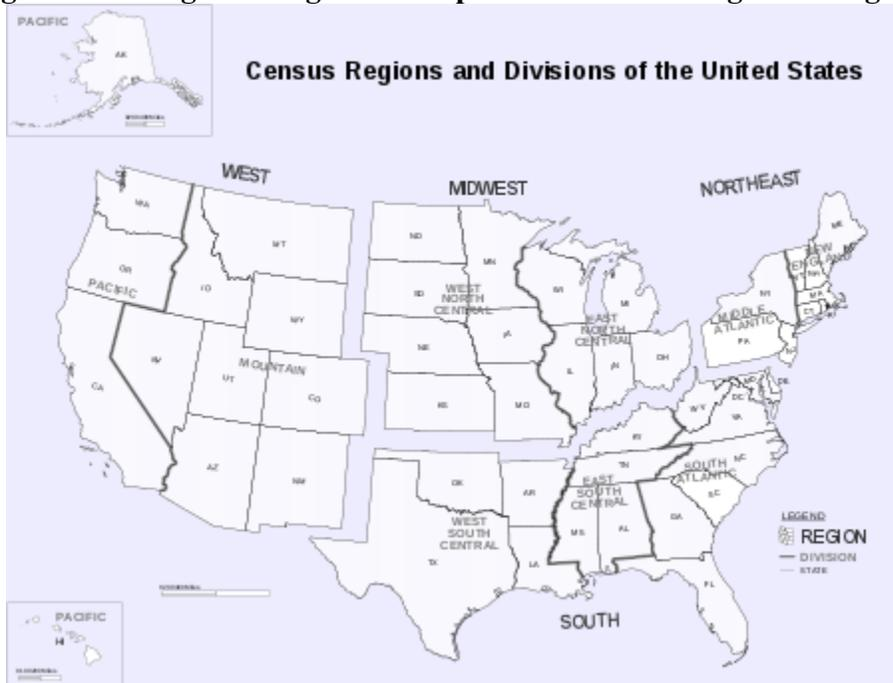 PACIFIC
AK
Census Regions and Divisions of the United States
WEST
MIDWEST
NORTHEAST
WA
MT
ND
MN
ME
OR
ID
SD
WI
MI
NY
NEW
ENGLAND
VT
NH
MA
CT
PACIFIC
WEST
NORTH
CENTRAL
EAST
NORTH
CENTRAL
MIDDLE
ATLANTIC
PA
NJ
WY
NE
IA
IL
IN
OH
NV
UT
MOUNTAIN
CO
CA
KS
MO
WV
MD
DE
DC
VA
KY
AZ
NM
OK
AR
TN
NC
SOUTH
ATLANTIC
SC
EAST
SOUTH
CENTRAL
WEST
SOUTH
CENTRAL
TX
LA
MS
AL
GA
FL
LEGEND
REGION
DIVISION
STATE
SOUTH
PACIFIC
HI